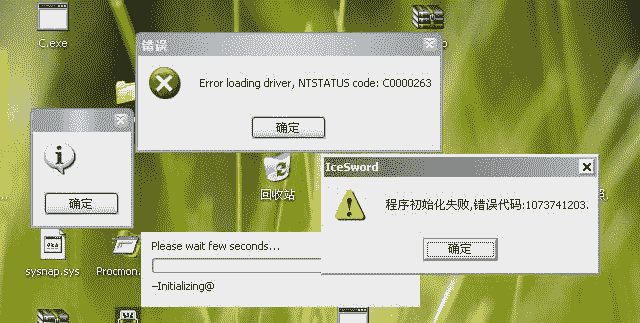 C.exe
错误
Error loading driver, NTSTATUS code: C0000263
确定
确定
回收站
IceSword
程序初始化失败,错误代码:1073741203.
确定
sysnap.sys
Procmon.
Please wait few seconds...
--Initializing@